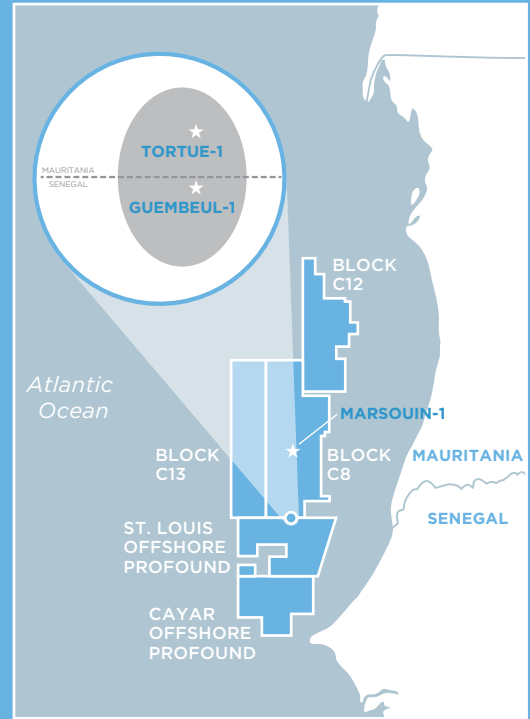 TORTUE-1
MAURITANIA
SENEGAL
GUEMBEUL-1
BLOCK
C12
Atlantic
Ocean
MARSOUIN-1
BLOCK
C13
BLOCK
C8
MAURITANIA
SENEGAL
ST. LOUIS
OFFSHORE
PROFOUND
CAYAR
OFFSHORE
PROFOUND